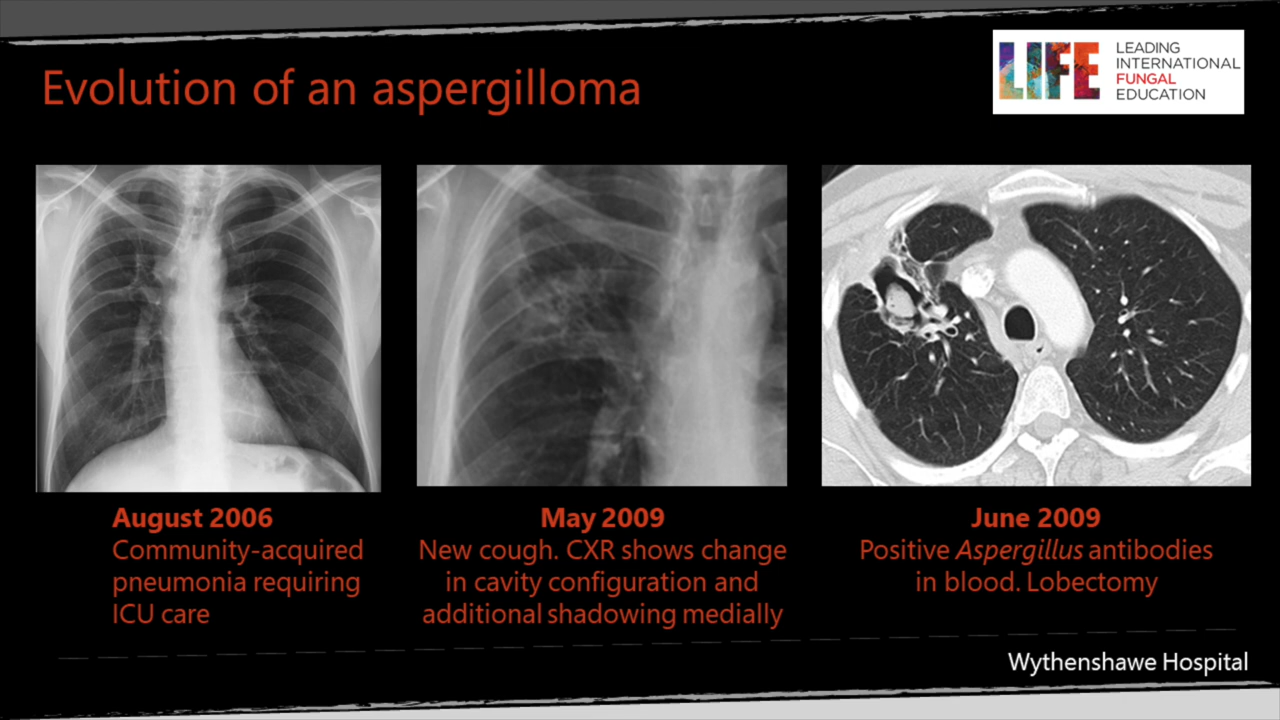 Evolution of an aspergilloma
LIFE
LEADING
INTERNATIONAL
FUNGAL
EDUCATION
August 2006
Community-acquired
pneumonia requiring
ICU care
May 2009
New cough. CXR shows change
in cavity configuration and
additional shadowing medially
June 2009
Positive Aspergillus antibodies
in blood. Lobectomy
Wythenshawe Hospital